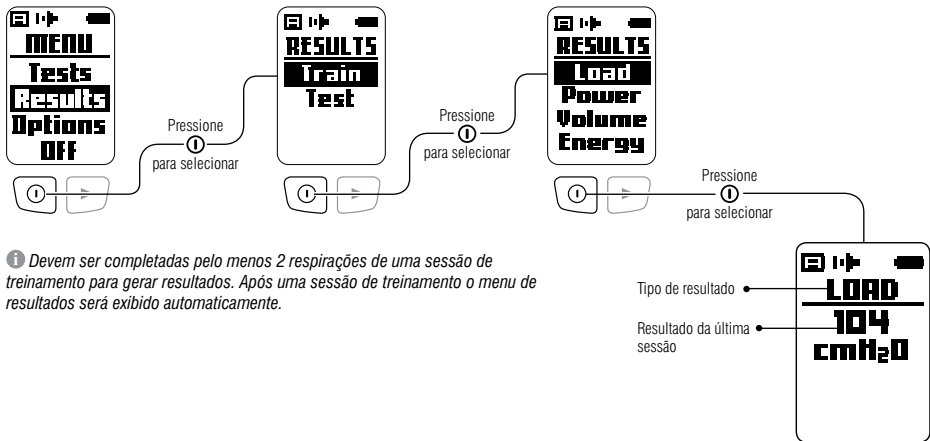 MENU
Tests
Results
Options
OFF
Pressione
para selecionar
RESULTS
Train
Test
Pressione
para selecionar
RESULTS
Load
Power
Volume
Energy
Pressione
para selecionar
Devem ser completadas pelo menos 2 respirações de uma sessão de
treinamento para gerar resultados. Após uma sessão de treinamento o menu de
resultados será exibido automaticamente.
Tipo de resultado
Resultado da última
sessão
LOAD
104
cmH₂O